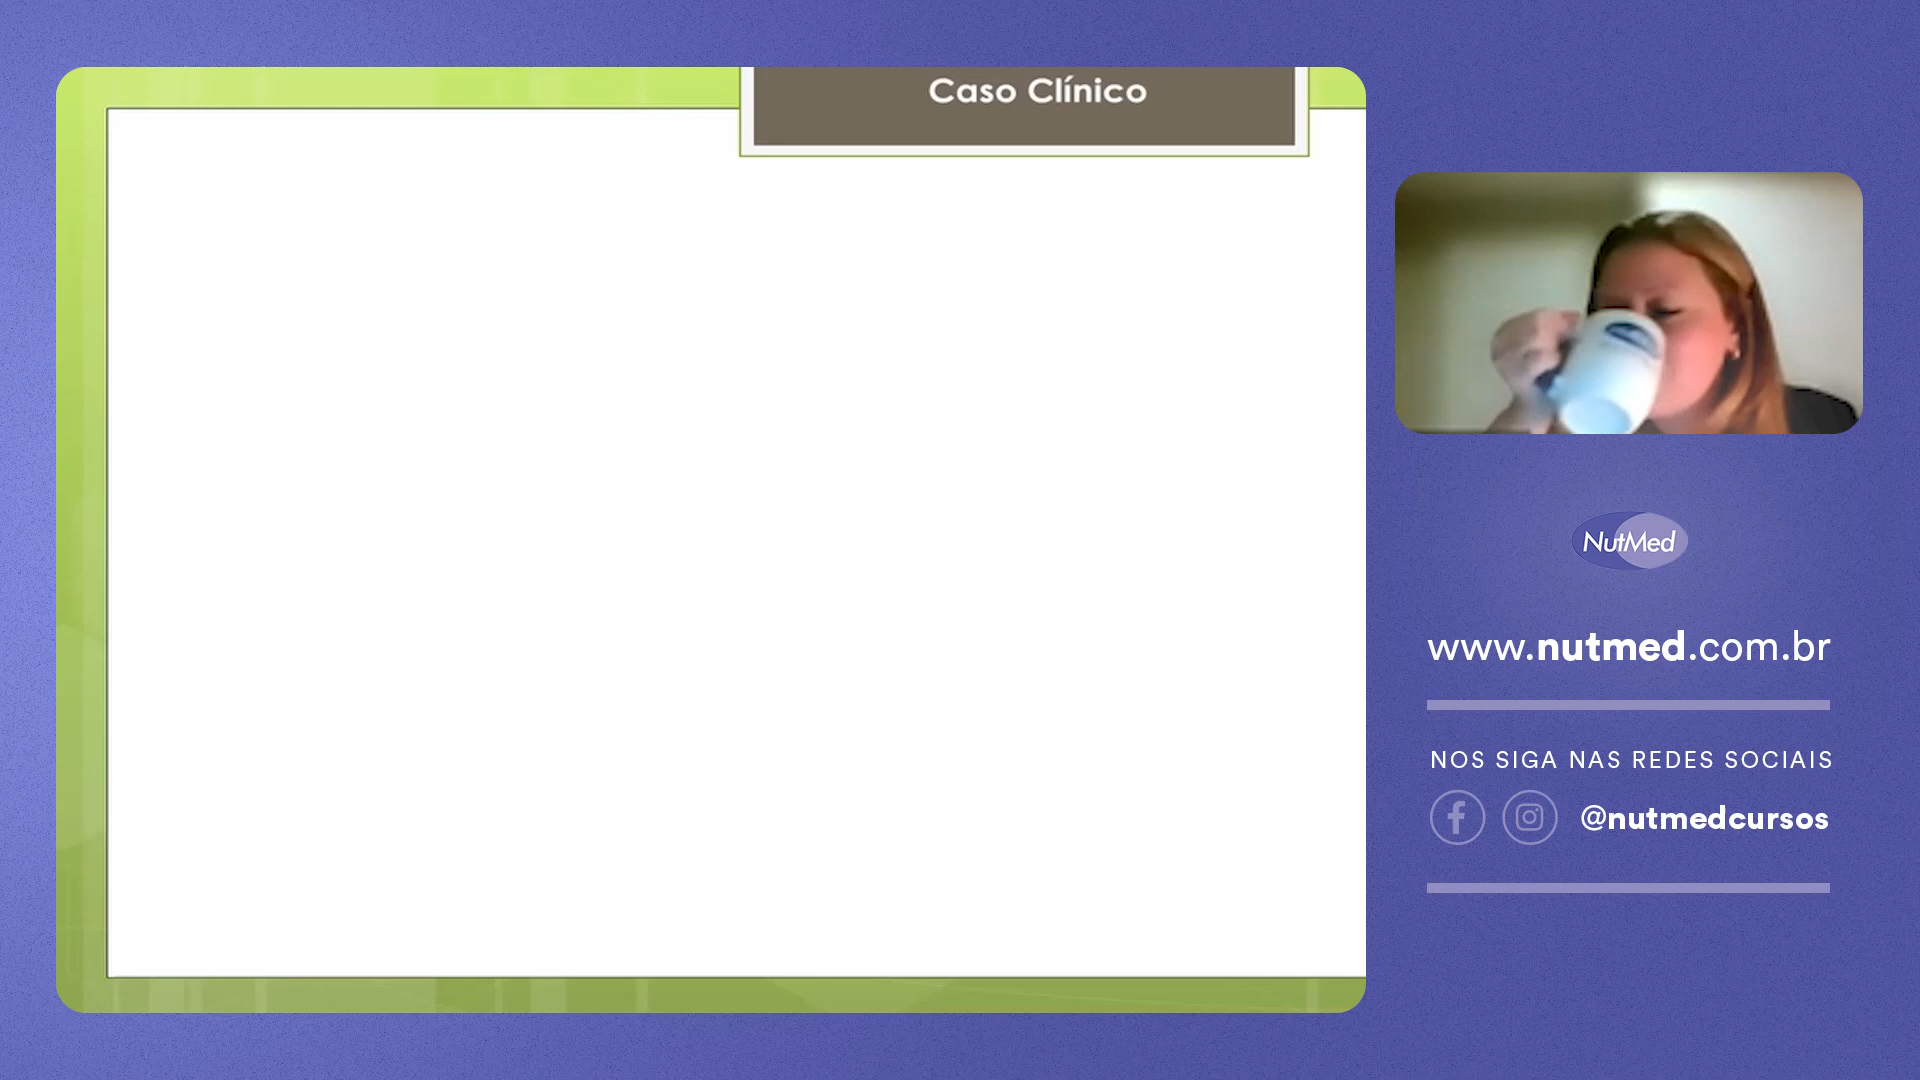 Caso Clínico
NutMed
www.nutmed.com.br
NOS SIGA NAS REDES SOCIAIS
@nutmedcursos